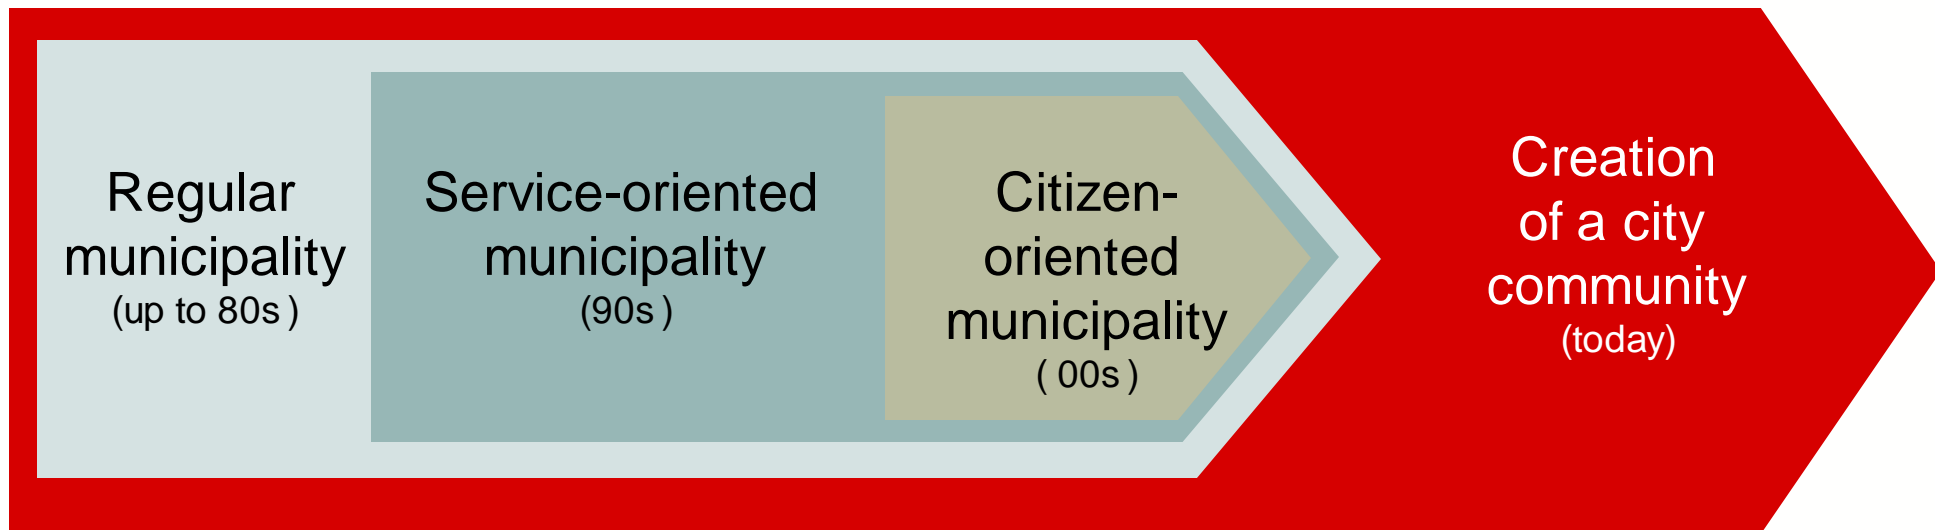 Regular
municipality
(up to 80s )
Service-oriented
municipality
(90s )
Citizen-
oriented
municipality
( 00s )
Creation
of a city
community
(today)